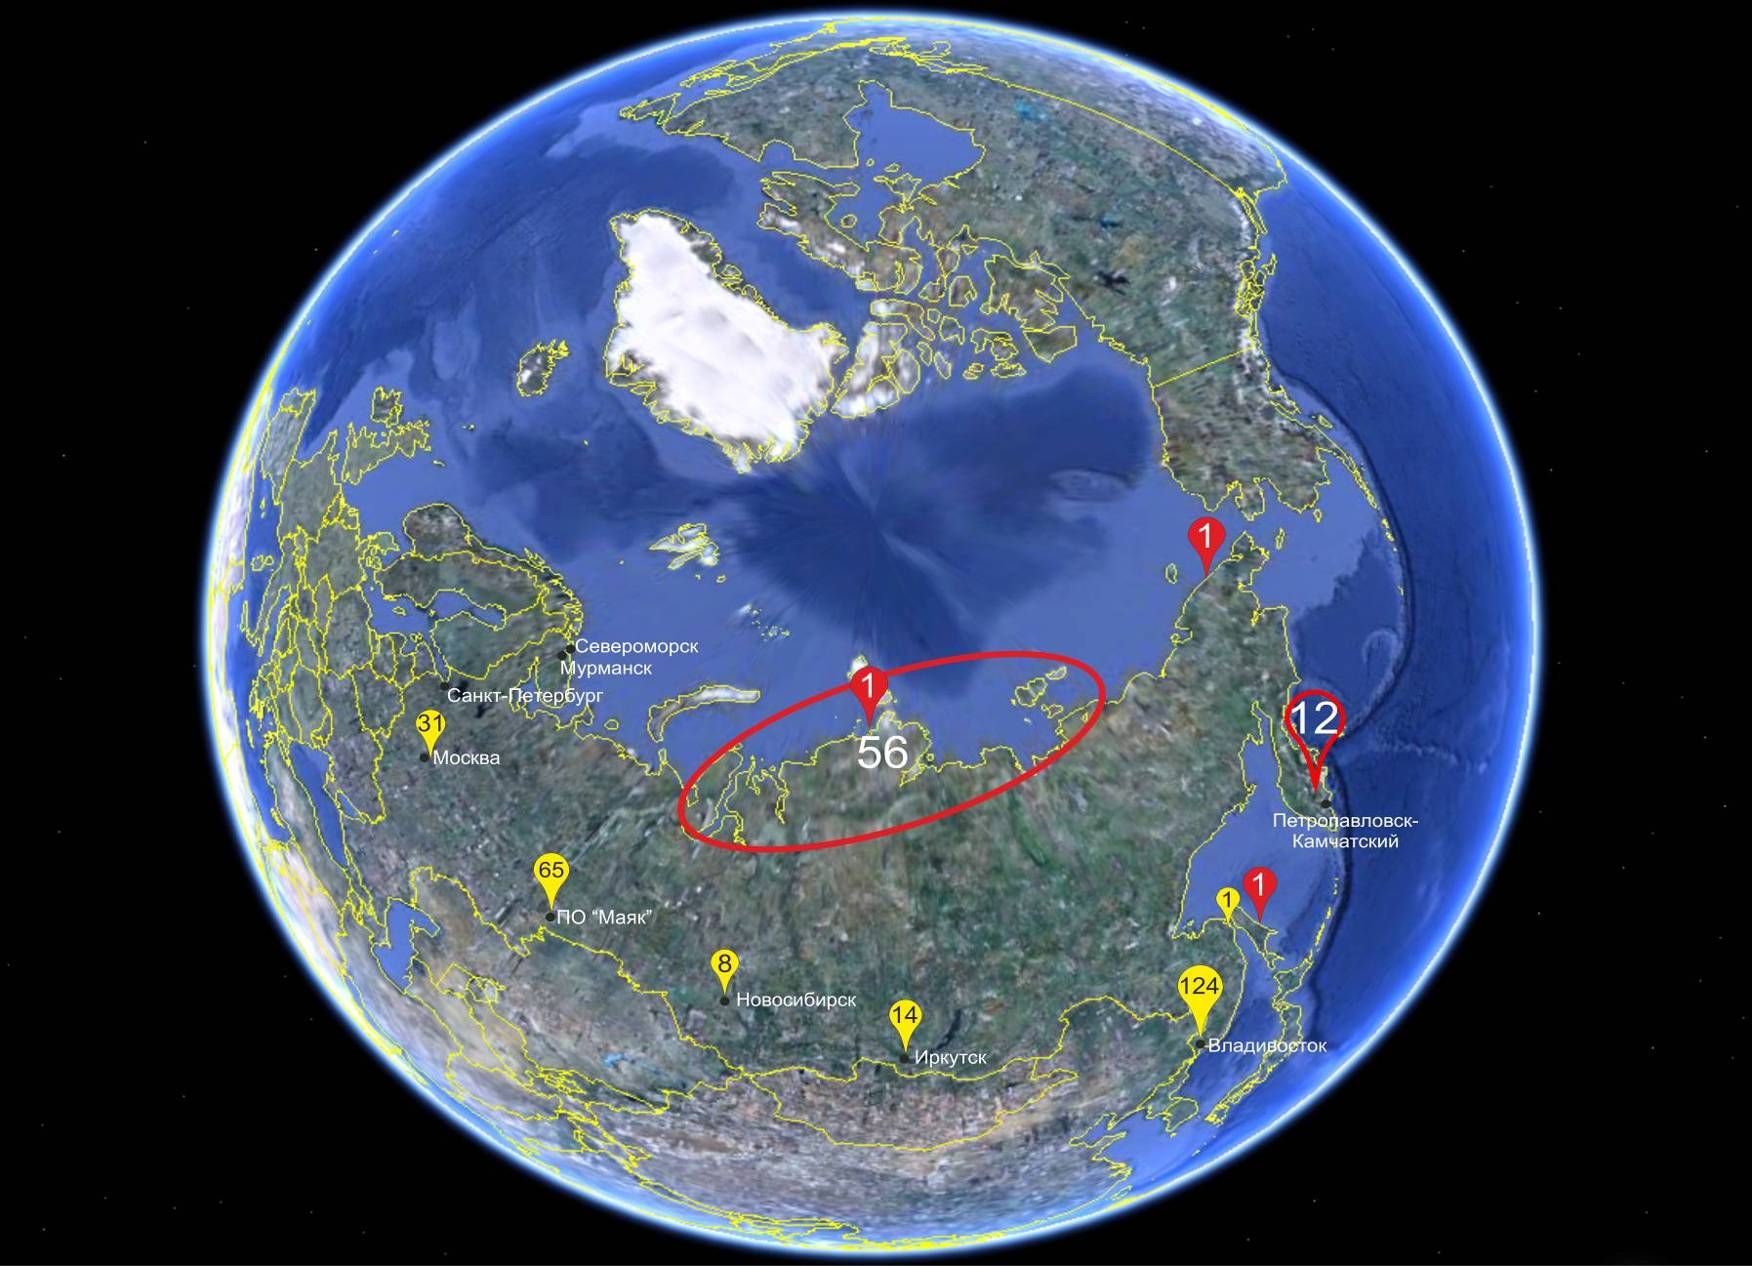 1
Североморск
Мурманск
Санкт-Петербург
1
31
12
56
Москва
Петропавловск-
Камчатский
65
1
1
ПО “Маяк”
8
124
Новосибирск
14
Владивосток
Иркутск